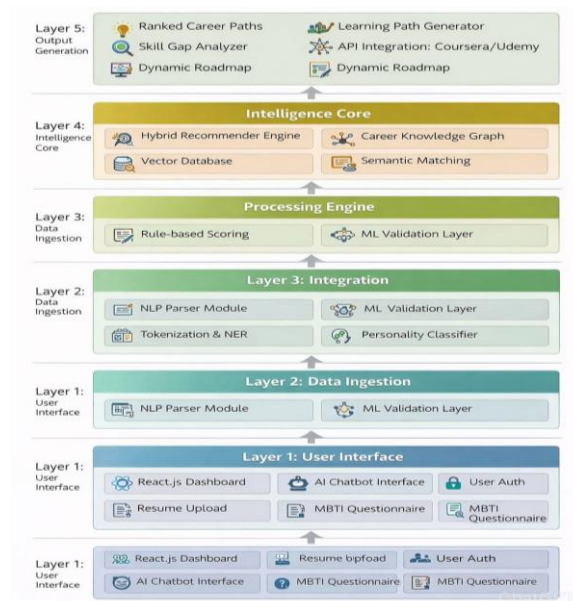 Layer 5:
Output
Generation
Ranked Career Paths
Learning Path Generator
Skill Gap Analyzer
API Integration: Coursera/Udemy
Dynamic Roadmap
Dynamic Roadmap
Layer 4:
Intelligence
Core
Intelligence Core
Hybrid Recommender Engine
Career Knowledge Graph
Vector Database
Semantic Matching
Layer 3:
Data
Ingestion
Processing Engine
Rule-based Scoring
ML Validation Layer
Layer 2:
Data
Ingestion
Layer 3: Integration
NLP Parser Module
ML Validation Layer
Tokenization & NER
Personality Classifier
Layer 1:
User
Interface
Layer 2: Data Ingestion
NLP Parser Module
ML Validation Layer
Layer 1:
User
Interface
Layer 1: User Interface
React.js Dashboard
AI Chatbot Interface
User Auth
Resume Upload
MBTI Questionnaire
MBTI
Questionnaire
Layer 1:
User
Interface
React.js Dashboard
Resume bpfoad
User Auth
AI Chatbot Interface
MBTI Questionnaire
MBTI Questionnaire